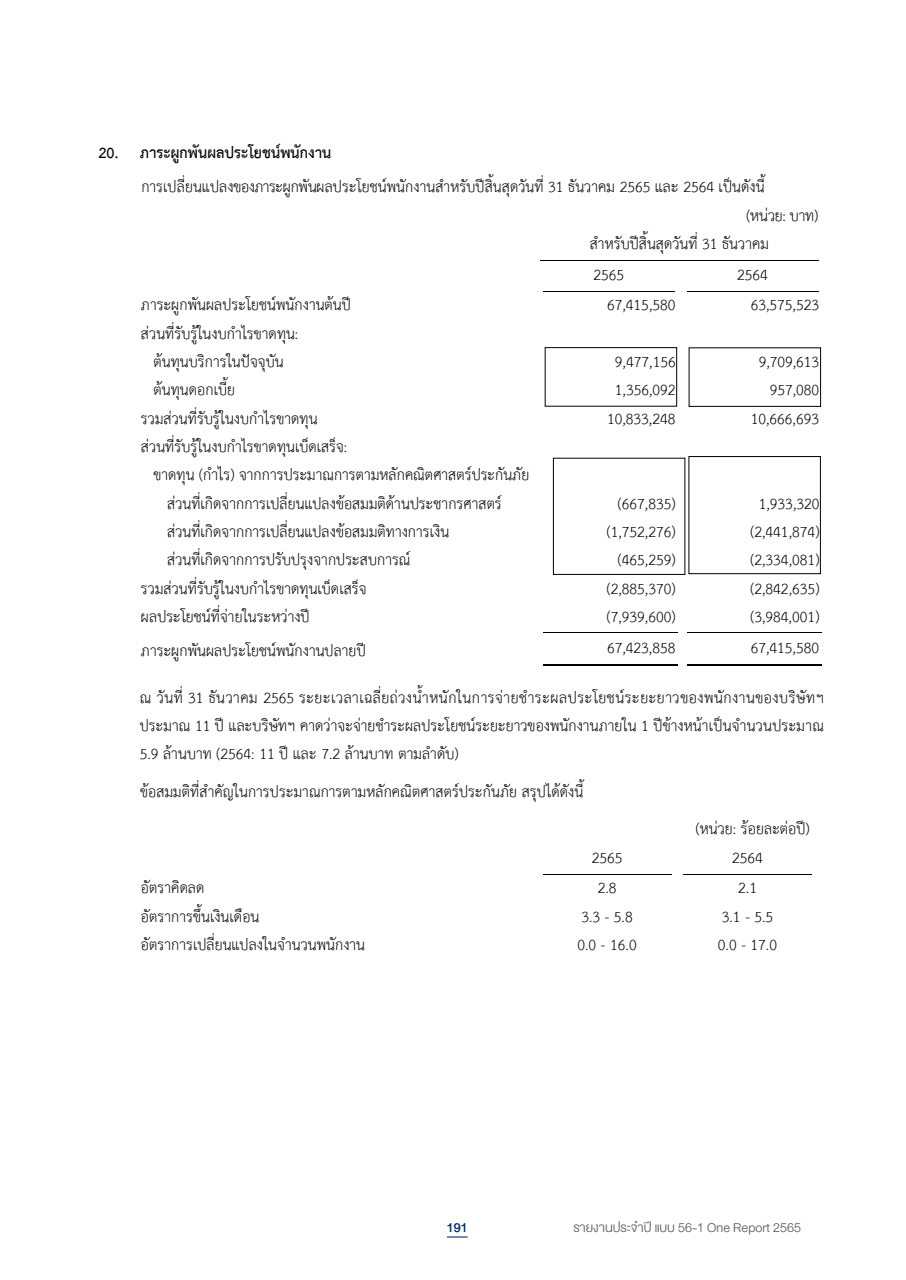 20. ภาระผูกพันผลประโยชน์พนักงาน
การเปลี่ยนแปลงของภาระผูกพันผลประโยชน์พนักงานสำหรับปีสิ้นสุดวันที่ 31 ธันวาคม 2565 และ 2564 เป็นดังนี้
(หน่วย: บาท)
สำหรับปีสิ้นสุดวันที่ 31 ธันวาคม
2565 2564
ภาระผูกพันผลประโยชน์พนักงานต้นปี 67,415,580 63,575,523
ส่วนที่รับรู้ในงบกำไรขาดทุน:
ต้นทุนบริการในปัจจุบัน 9,477,156 9,709,613
ต้นทุนดอกเบี้ย 1,356,092 957,080
รวมส่วนที่รับรู้ในงบกำไรขาดทุน 10,833,248 10,666,693
ส่วนที่รับรู้ในงบกำไรขาดทุนเบ็ดเสร็จ:
ขาดทุน (กำไร) จากการประมาณการตามหลักคณิตศาสตร์ประกันภัย
ส่วนที่เกิดจากการเปลี่ยนแปลงข้อสมมติด้านประชากรศาสตร์ (667,835) 1,933,320
ส่วนที่เกิดจากการเปลี่ยนแปลงข้อสมมติทางการเงิน (1,752,276) (2,441,874)
ส่วนที่เกิดจากการปรับปรุงจากประสบการณ์ (465,259) (2,334,081)
รวมส่วนที่รับรู้ในงบกำไรขาดทุนเบ็ดเสร็จ (2,885,370) (2,842,635)
ผลประโยชน์ที่จ่ายในระหว่างปี (7,939,600) (3,984,001)
ภาระผูกพันผลประโยชน์พนักงานปลายปี 67,423,858 67,415,580
ณ วันที่ 31 ธันวาคม 2565 ระยะเวลาเฉลี่ยถ่วงน้ำหนักในการจ่ายชำระผลประโยชน์ระยะยาวของพนักงานของบริษัทฯ
ประมาณ 11 ปี และบริษัทฯ คาดว่าจะจ่ายชำระผลประโยชน์ระยะยาวของพนักงานภายใน 1 ปีข้างหน้าเป็นจำนวนประมาณ
5.9 ล้านบาท (2564: 11 ปี และ 7.2 ล้านบาท ตามลำดับ)
ข้อสมมติที่สำคัญในการประมาณการตามหลักคณิตศาสตร์ประกันภัย สรุปได้ดังนี้
(หน่วย: ร้อยละต่อปี)
2565 2564
อัตราคิดลด 2.8 2.1
อัตราการขึ้นเงินเดือน 3.3 - 5.8 3.1 - 5.5
อัตราการเปลี่ยนแปลงในจำนวนพนักงาน 0.0 - 16.0 0.0 - 17.0
191 รายงานประจำปี แบบ 56-1 One Report 2565